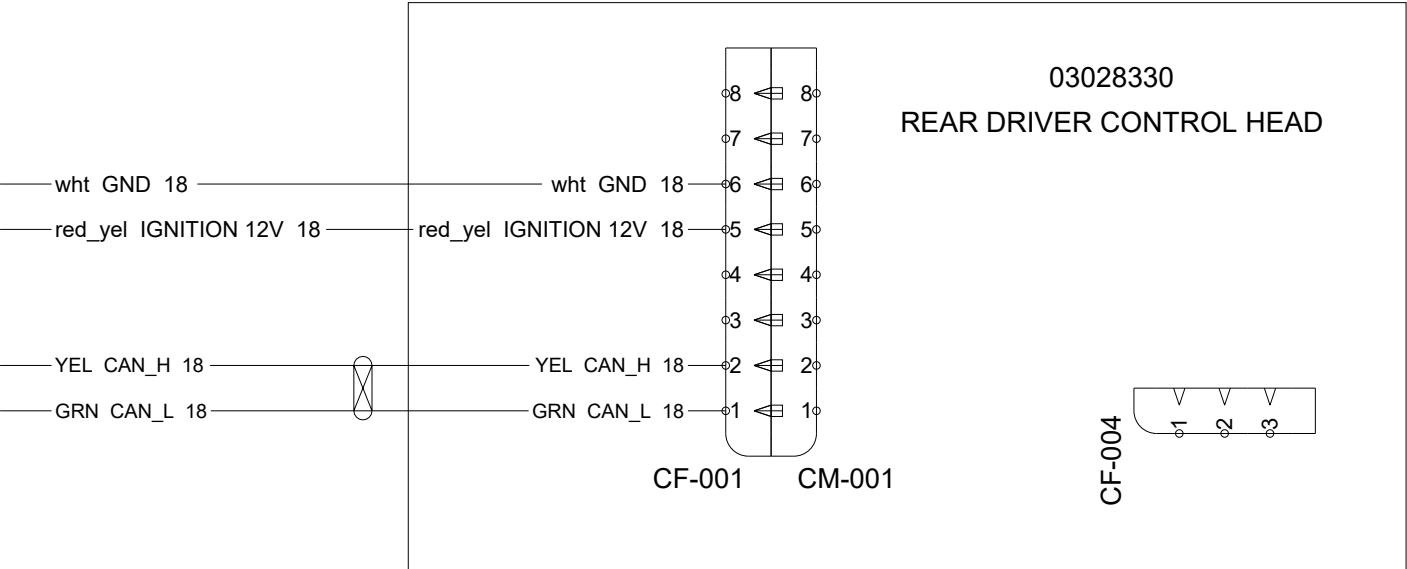 03028330
REAR DRIVER CONTROL HEAD
8 8
7 7
wht GND 18 wht GND 18 6 6
red_yel IGNITION 12V 18 red_yel IGNITION 12V 18 5 5
4 4
3 3
YEL CAN_H 18 YEL CAN_H 18 2 2
GRN CAN_L 18 GRN CAN_L 18 1 1
CF-001 CM-001
CF-004
1 2 3